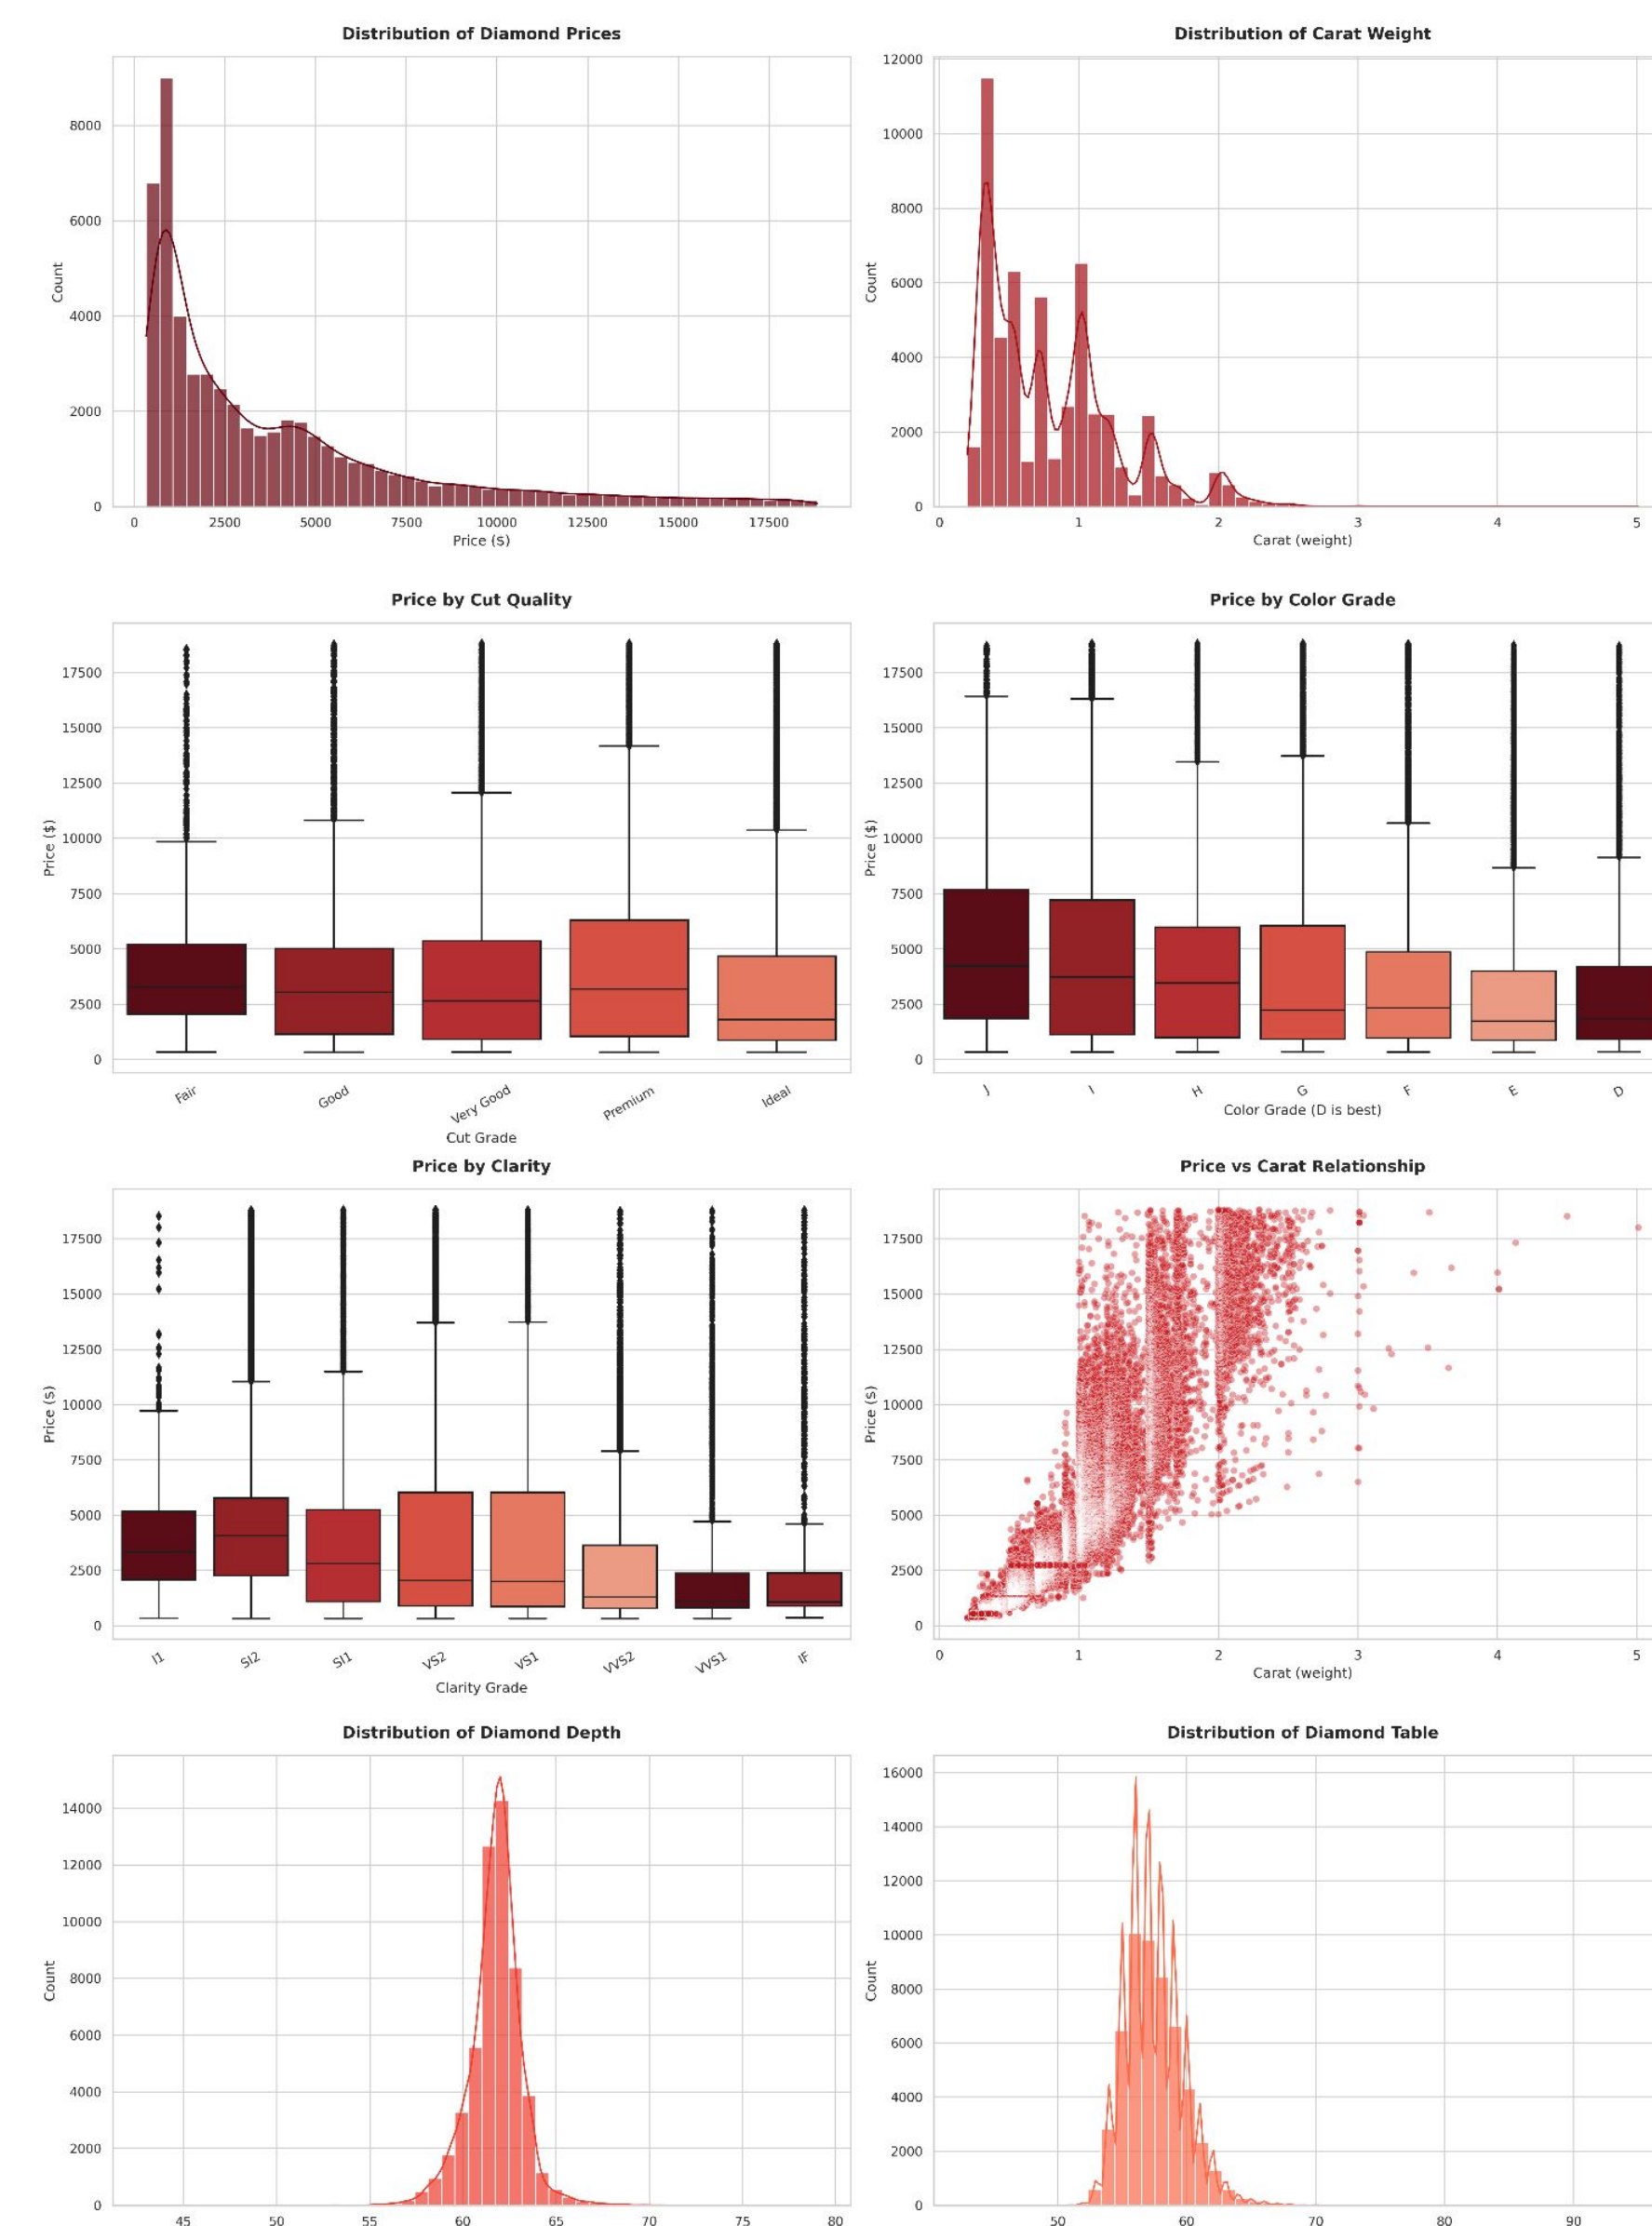 Distribution of Diamond Prices
Count
8000
6000
4000
2000
0
0 2500 5000 7500 10000 12500 15000 17500
Price ($)
Distribution of Carat Weight
Count
12000
10000
8000
6000
4000
2000
0
0 1 2 3 4 5
Carat (weight)
Price by Cut Quality
Price ($)
17500
15000
12500
10000
7500
5000
2500
0
Fair Good Very Good Premium Ideal
Cut Grade
Price by Color Grade
Price ($)
17500
15000
12500
10000
7500
5000
2500
0
J I H G F E D
Color Grade (D is best)
Price by Clarity
Price ($)
17500
15000
12500
10000
7500
5000
2500
0
I1 SI2 SI1 VS2 VS1 VVS2 VVS1 IF
Clarity Grade
Price vs Carat Relationship
Price ($)
17500
15000
12500
10000
7500
5000
2500
0
0 1 2 3 4 5
Carat (weight)
Distribution of Diamond Depth
Count
14000
12000
10000
8000
6000
4000
2000
0
45 50 55 60 65 70 75 80
Distribution of Diamond Table
Count
16000
14000
12000
10000
8000
6000
4000
2000
0
50 60 70 80 90